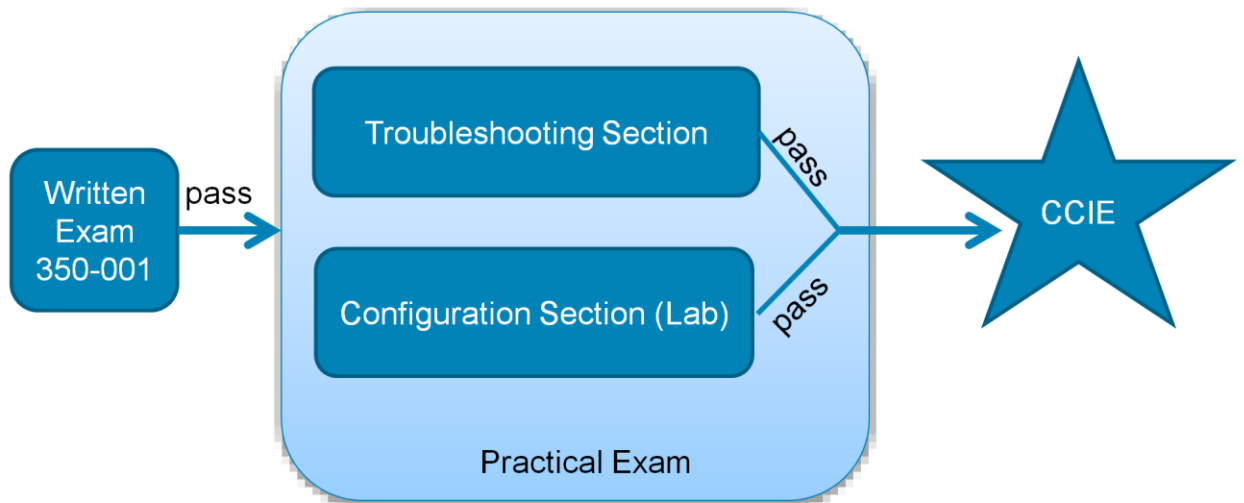 Written
Exam
350-001
pass
Troubleshooting Section
pass
Configuration Section (Lab)
pass
Practical Exam
CCIE